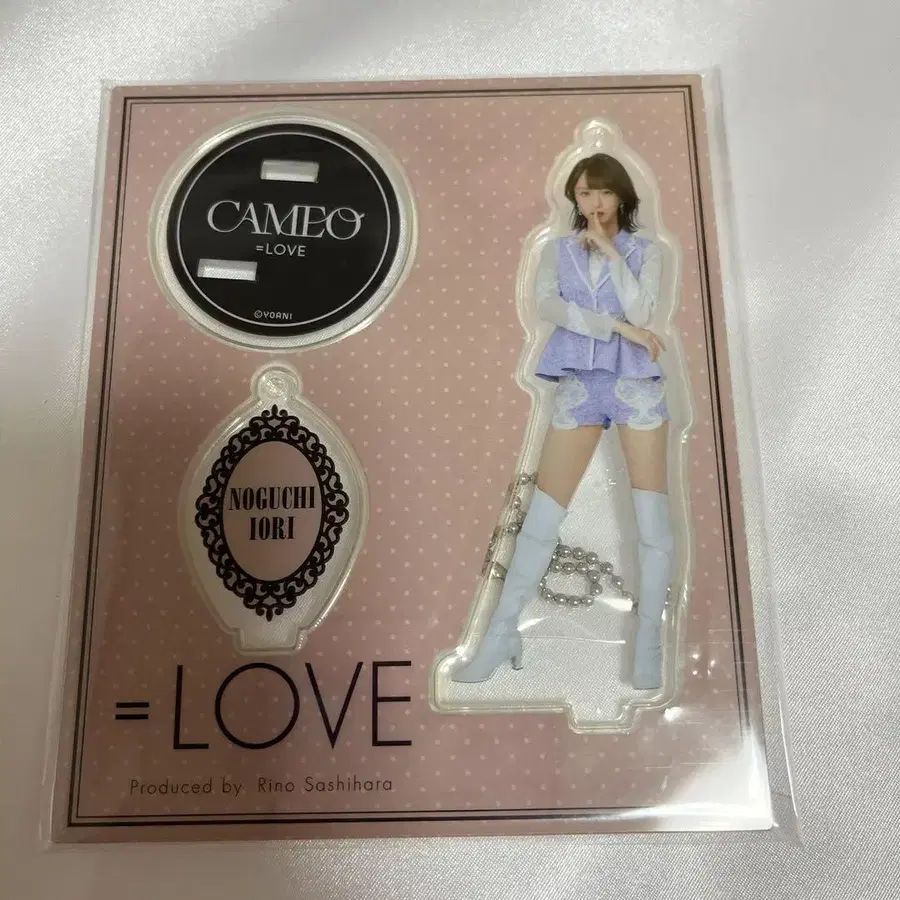 CAMEO
=LOVE
©YOANI
NOGUCHI
IORI
=LOVE
Produced by Rino Sashihara